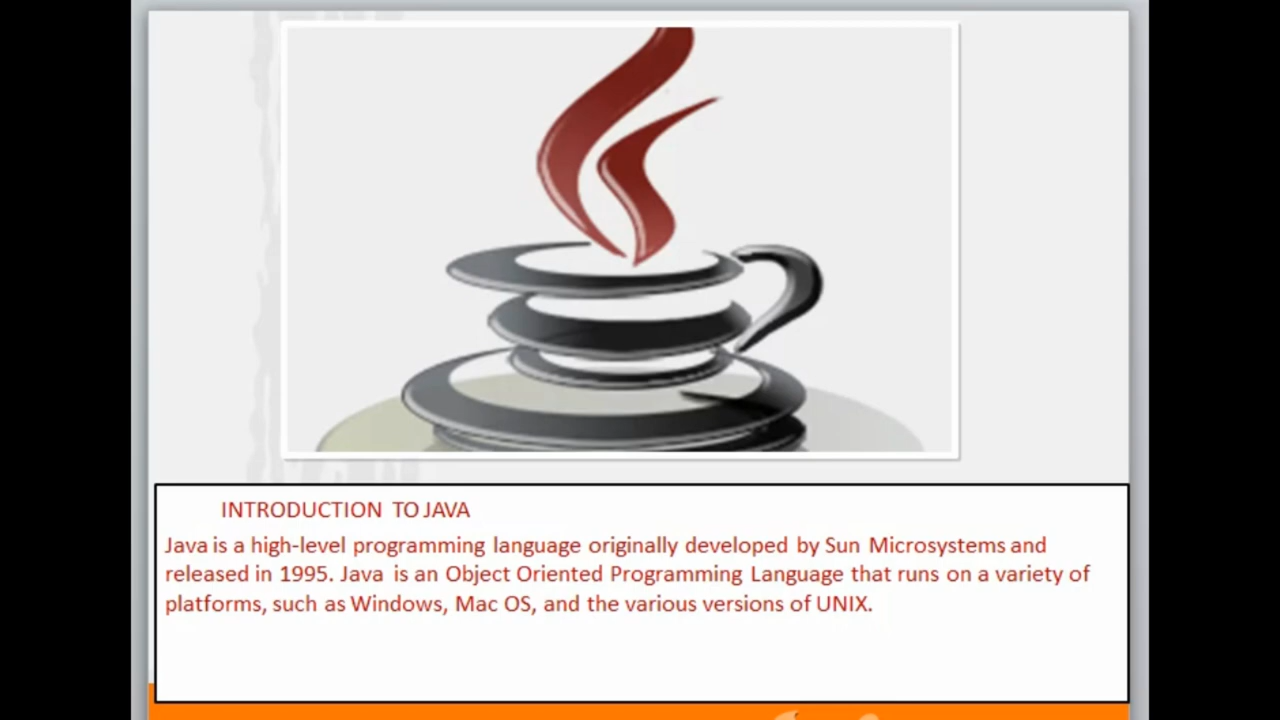 INTRODUCTION TO JAVA
Java is a high-level programming language originally developed by Sun Microsystems and
released in 1995. Java is an Object Oriented Programming Language that runs on a variety of
platforms, such as Windows, Mac OS, and the various versions of UNIX.